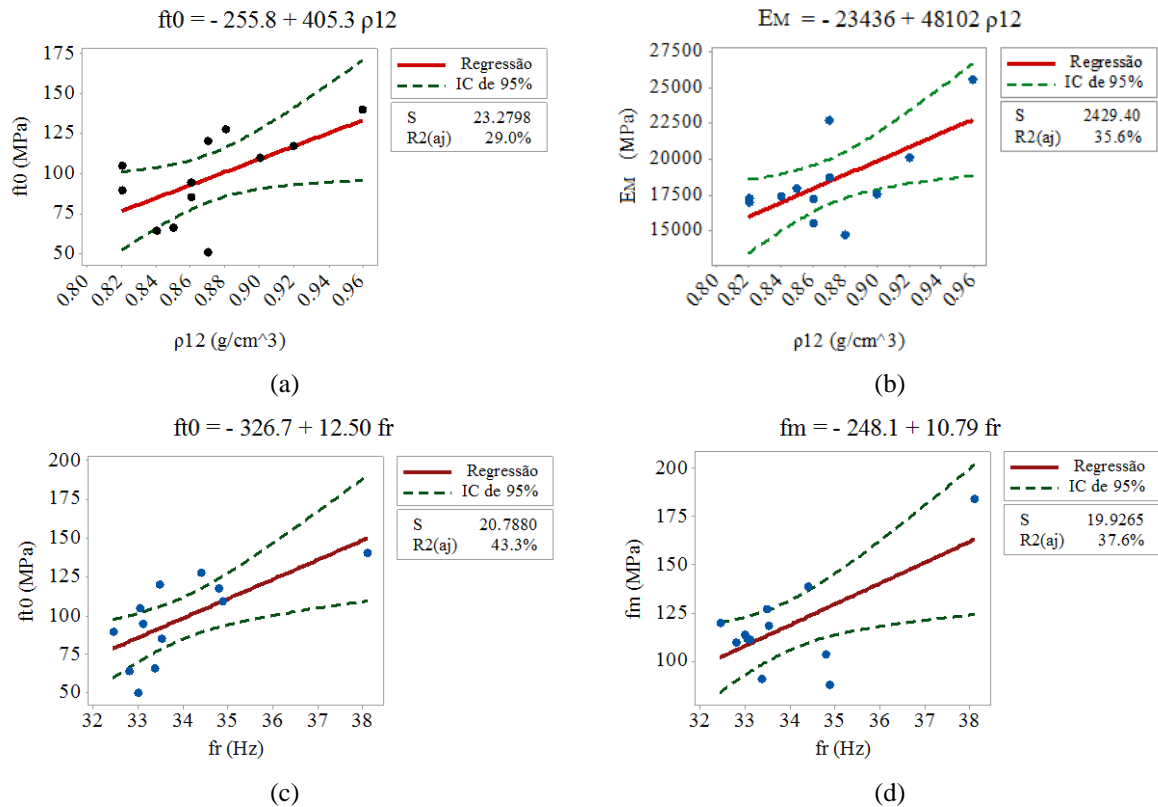 ft0 = - 255.8 + 405.3 ρ12
175
150
125
100
75
50
ft0 (MPa)
0.80 0.82 0.84 0.86 0.88 0.90 0.92 0.94 0.96
ρ12 (g/cm^3)
Regressão
IC de 95%
S 23.2798
R2(aj) 29.0%
(a)
EM = - 23436 + 48102 ρ12
27500
25000
22500
20000
17500
15000
EM (MPa)
0.80 0.82 0.84 0.86 0.88 0.90 0.92 0.94 0.96
ρ12 (g/cm^3)
Regressão
IC de 95%
S 2429.40
R2(aj) 35.6%
(b)
ft0 = - 326.7 + 12.50 fr
200
175
150
125
100
75
50
ft0 (MPa)
32 33 34 35 36 37 38
fr (Hz)
Regressão
IC de 95%
S 20.7880
R2(aj) 43.3%
(c)
fm = - 248.1 + 10.79 fr
200
175
150
125
100
fm (MPa)
32 33 34 35 36 37 38
fr (Hz)
Regressão
IC de 95%
S 19.9265
R2(aj) 37.6%
(d)